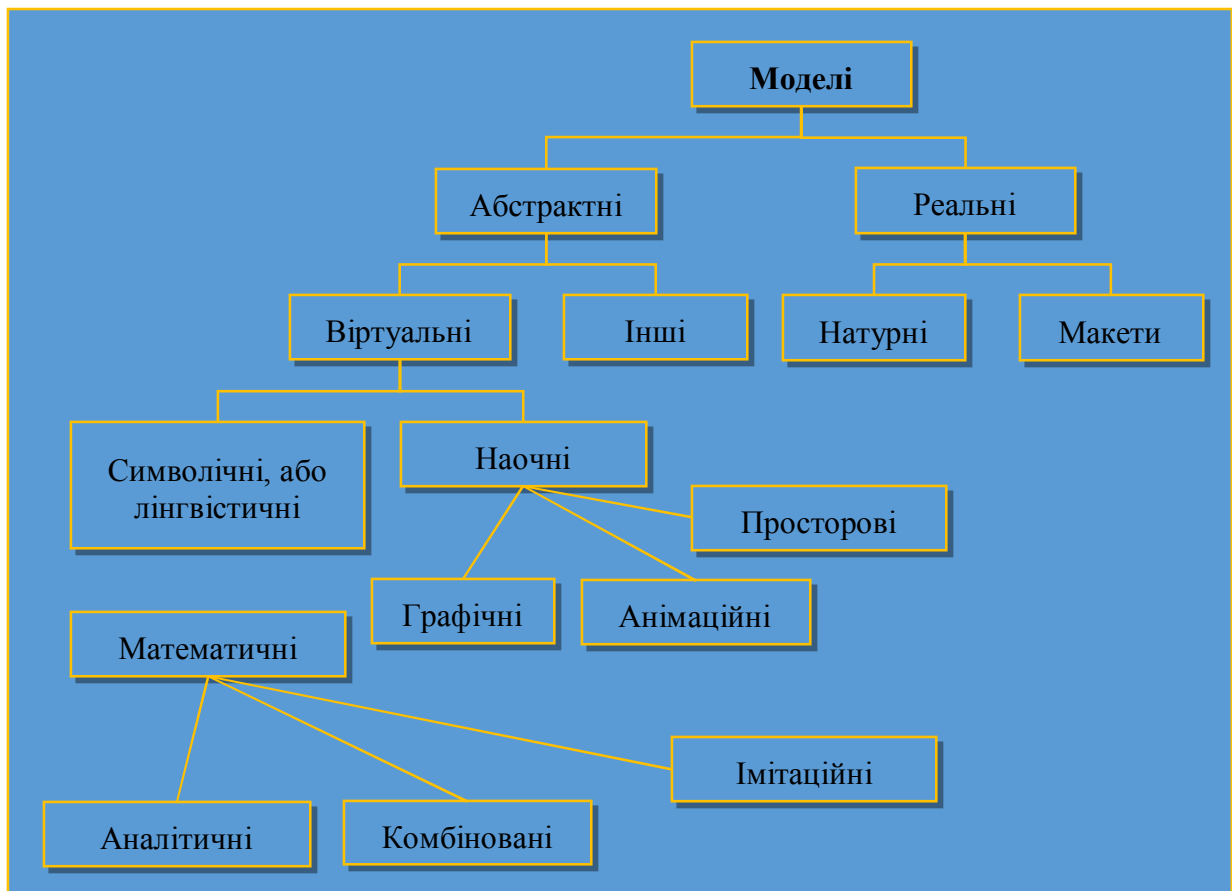 Моделі
Абстрактні
Реальні
Віртуальні
Інші
Натурні
Макети
Символічні, або
лінгвістичні
Наочні
Просторові
Графічні
Анімаційні
Математичні
Імітаційні
Аналітичні
Комбіновані